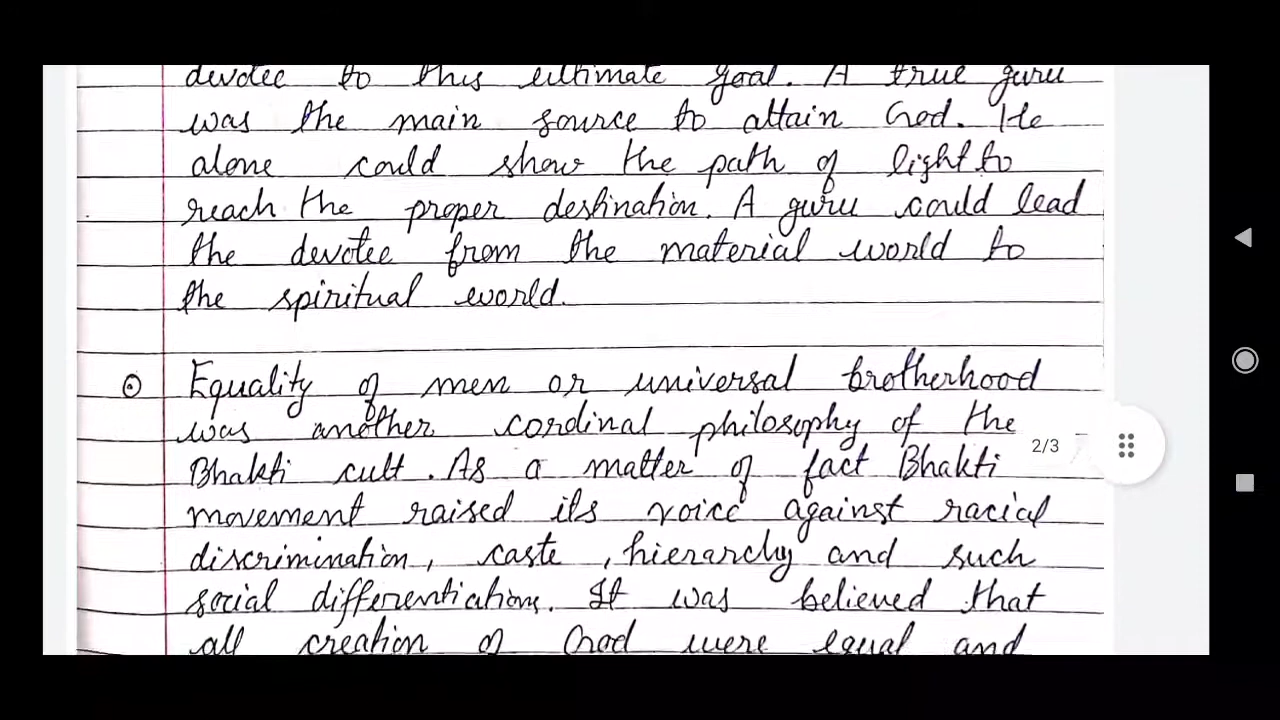 devotee to this ultimate goal. A true guru
was the main source to attain God. He
alone could show the path of light to
reach the proper destination. A guru could lead
the devotee from the material world to
the spiritual world.
Equality of men or universal brotherhood
was another cordinal philosophy of the
Bhakti cult. As a matter of fact Bhakti
movement raised its voice against racial
discrimination, caste, hierarchy and such
social differentiations. It was believed that
all creation of God were equal and
2/3